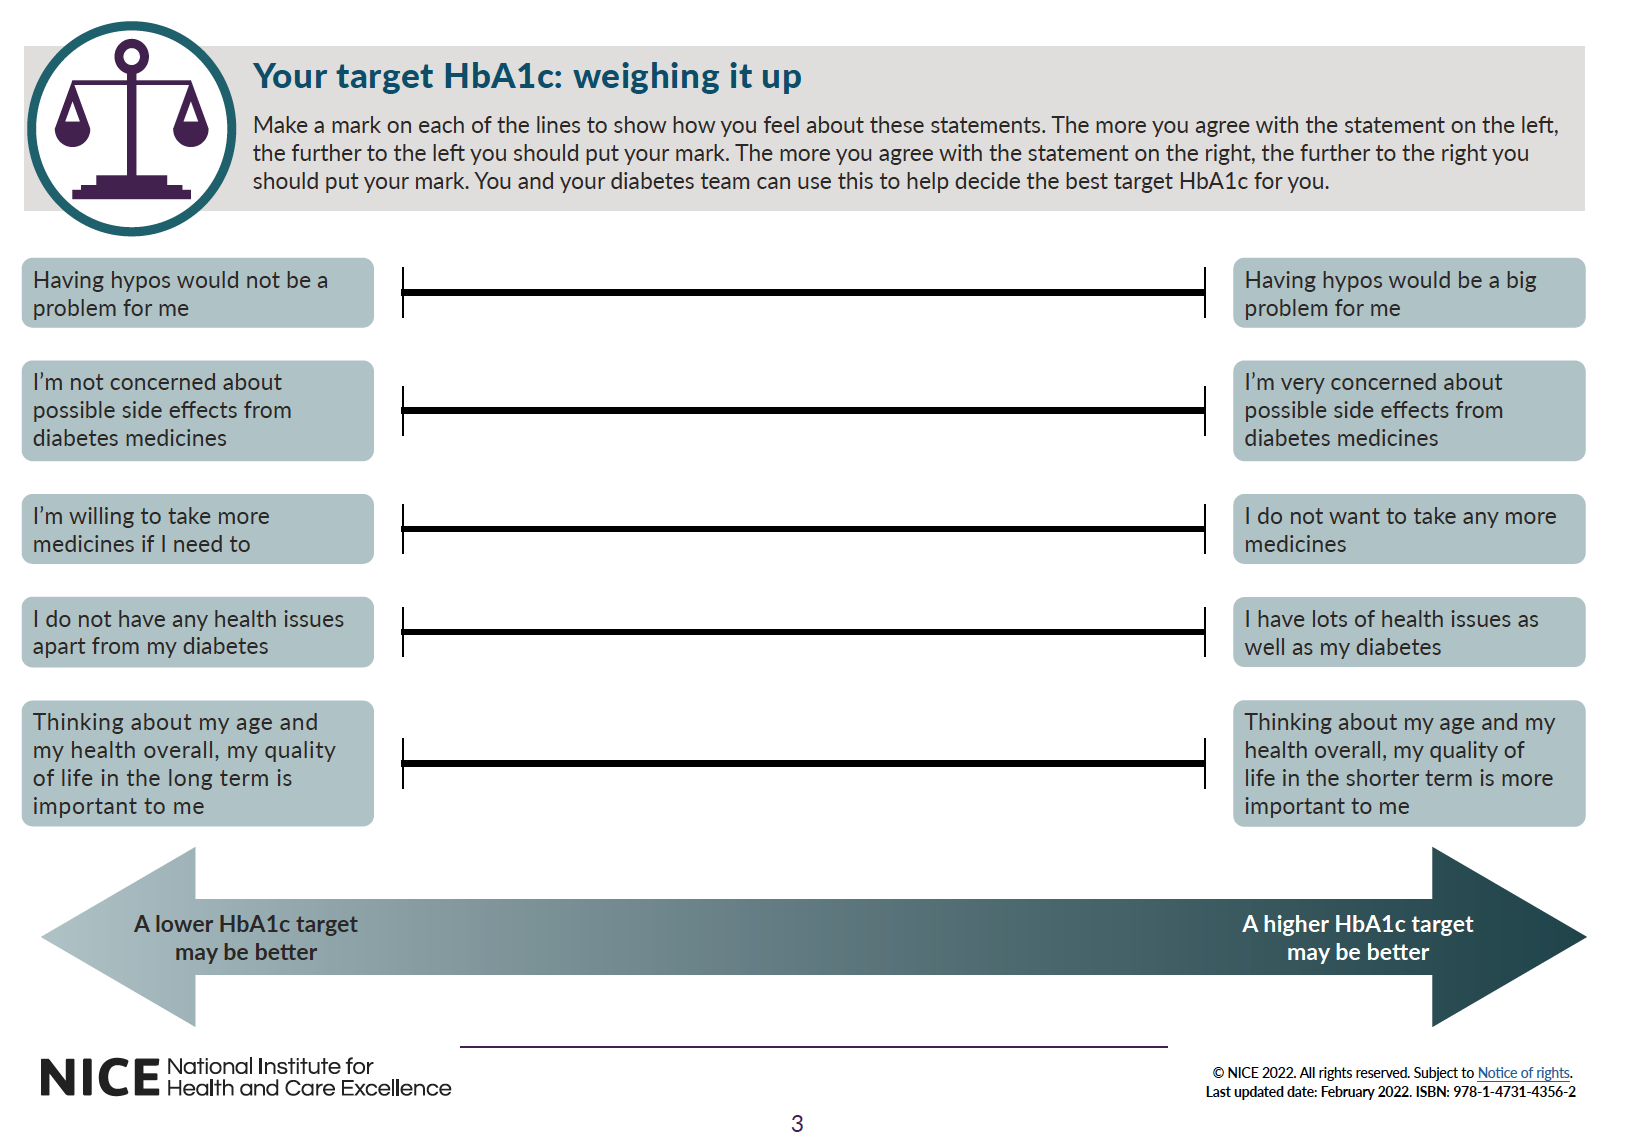 Your target HbA1c: weighing it up
Make a mark on each of the lines to show how you feel about these statements. The more you agree with the statement on the left,
the further to the left you should put your mark. The more you agree with the statement on the right, the further to the right you
should put your mark. You and your diabetes team can use this to help decide the best target HbA1c for you.
Having hypos would not be a
problem for me
Having hypos would be a big
problem for me
I’m not concerned about
possible side effects from
diabetes medicines
I’m very concerned about
possible side effects from
diabetes medicines
I’m willing to take more
medicines if I need to
I do not want to take any more
medicines
I do not have any health issues
apart from my diabetes
I have lots of health issues as
well as my diabetes
Thinking about my age and
my health overall, my quality
of life in the long term is
important to me
Thinking about my age and my
health overall, my quality of
life in the shorter term is more
important to me
A lower HbA1c target
may be better
A higher HbA1c target
may be better
NICE National Institute for
Health and Care Excellence
© NICE 2022. All rights reserved. Subject to Notice of rights.
Last updated date: February 2022. ISBN: 978-1-4731-4356-2
3